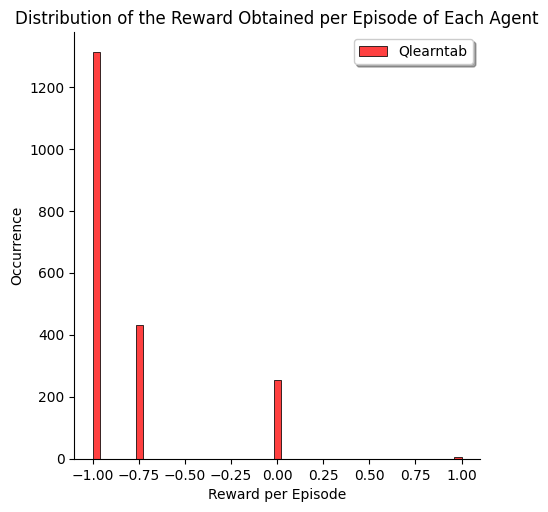 Distribution of the Reward Obtained per Episode of Each Agent
Qlearntab
1200
1000
800
600
400
200
0
Occurrence
−1.00 −0.75 −0.50 −0.25 0.00 0.25 0.50 0.75 1.00
Reward per Episode